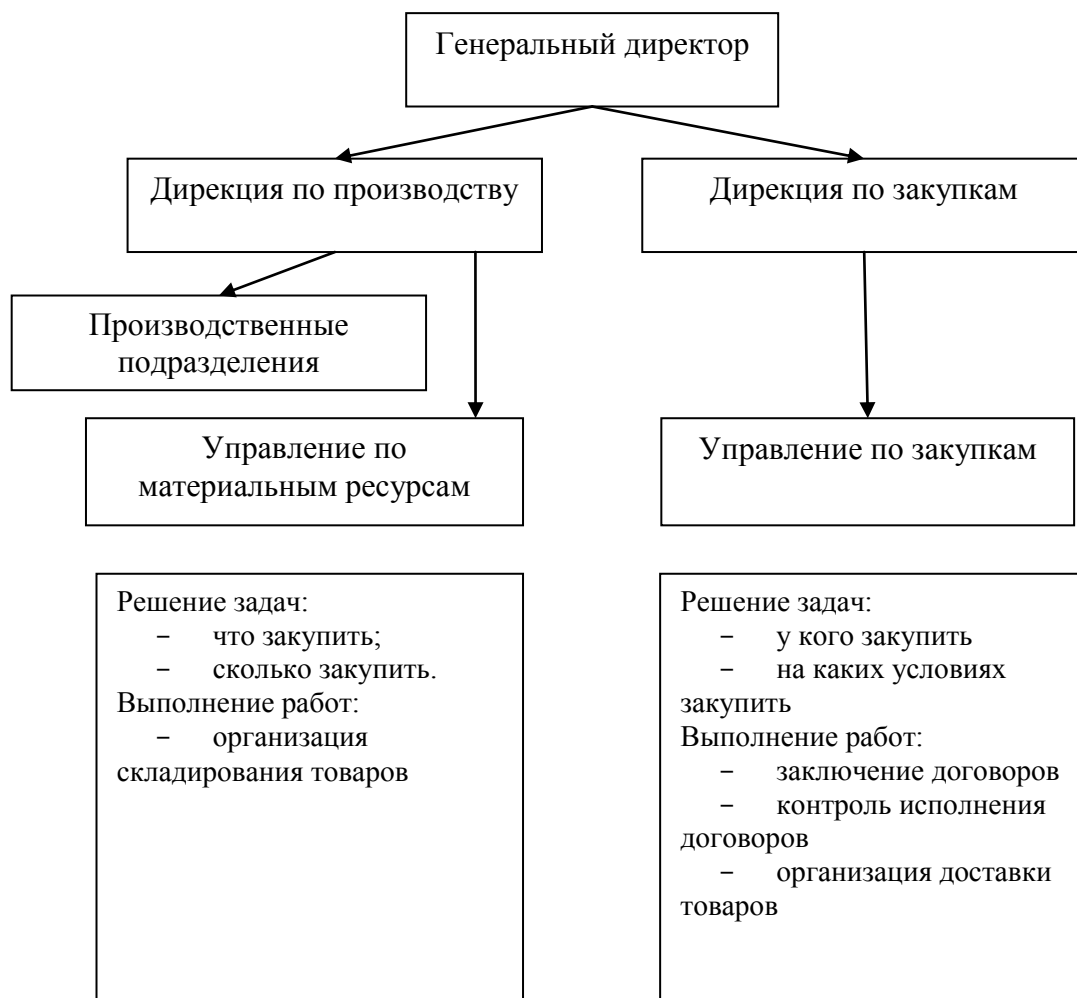 Генеральный директор
Дирекция по производству
Дирекция по закупкам
Производственные
подразделения
Управление по
материальным ресурсам
Управление по закупкам
Решение задач:
− что закупить;
− сколько закупить.
Выполнение работ:
− организация
складирования товаров
Решение задач:
− у кого закупить
− на каких условиях
закупить
Выполнение работ:
− заключение договоров
− контроль исполнения
договоров
− организация доставки
товаров